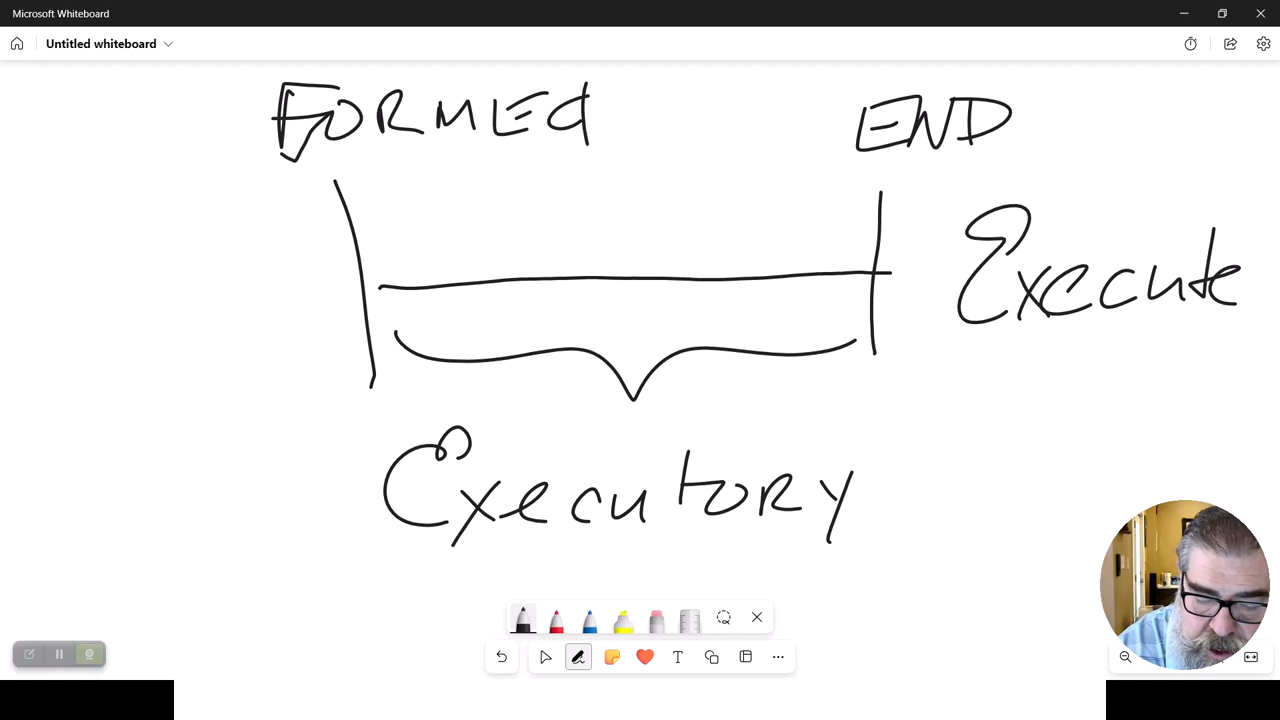 Microsoft Whiteboard
Untitled whiteboard
FORMEd END
Execute
Executory